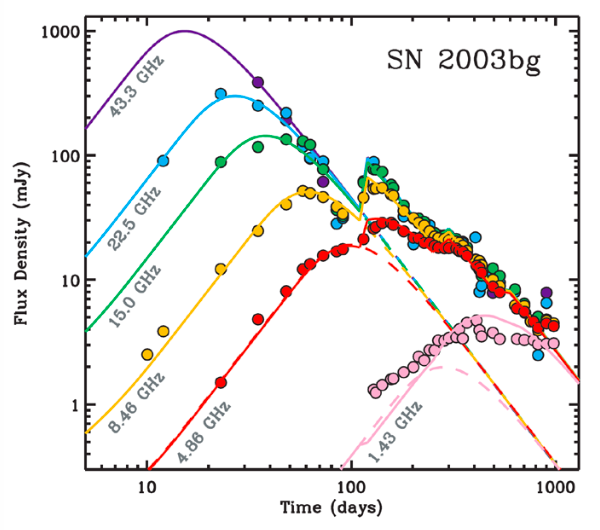 SN 2003bg
1000
100
10
1
Flux Density (mJy)
43.3 GHz
22.5 GHz
15.0 GHz
8.46 GHz
4.86 GHz
1.43 GHz
10
100
1000
Time (days)